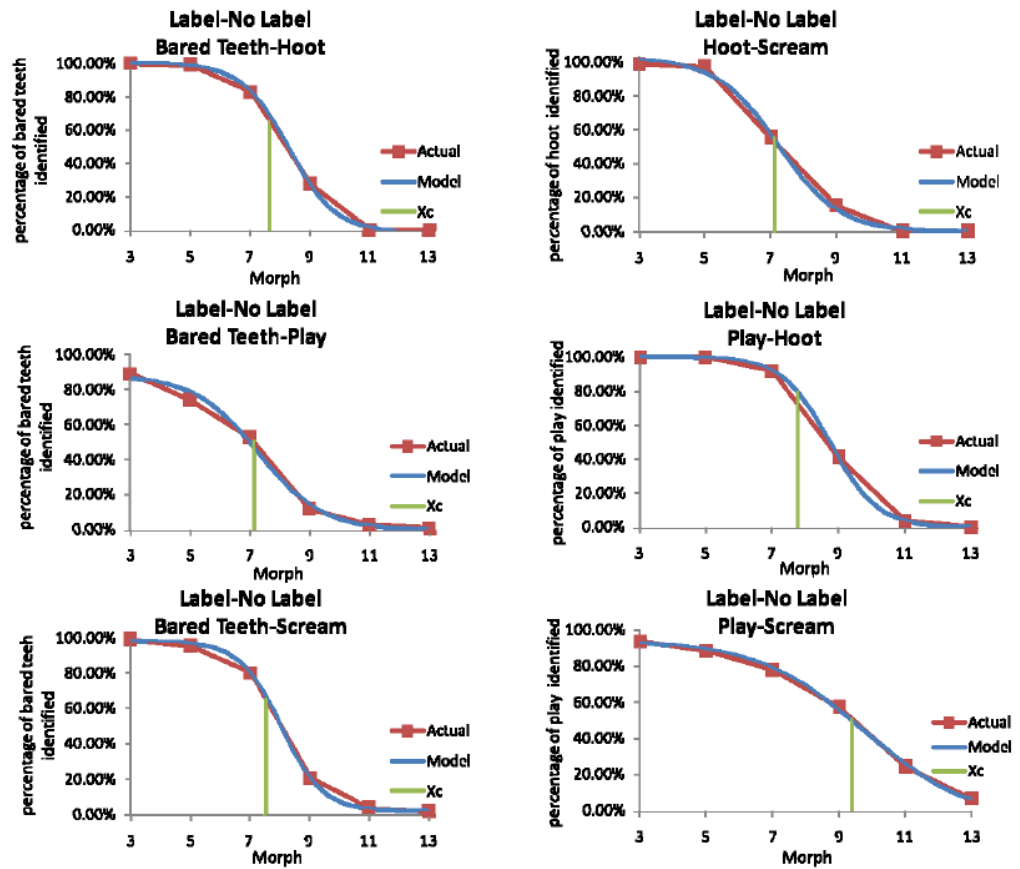 Label-No Label
Bared Teeth-Hoot
percentage of bared teeth
identified
100.00%
80.00%
60.00%
40.00%
20.00%
0.00%
3 5 7 9 11 13
Morph
Actual
Model
Xc
Label-No Label
Hoot-Scream
percentage of hoot identified
100.00%
80.00%
60.00%
40.00%
20.00%
0.00%
3 5 7 9 11 13
Morph
Actual
Model
Xc
Label-No Label
Bared Teeth-Play
percentage of bared teeth
identified
100.00%
80.00%
60.00%
40.00%
20.00%
0.00%
3 5 7 9 11 13
Morph
Actual
Model
Xc
Label-No Label
Play-Hoot
percentage of play identified
100.00%
80.00%
60.00%
40.00%
20.00%
0.00%
3 5 7 9 11 13
Morph
Actual
Model
Xc
Label-No Label
Bared Teeth-Scream
percentage of bared teeh
identified
100.00%
80.00%
60.00%
40.00%
20.00%
0.00%
3 5 7 9 11 13
Morph
Actual
Model
Xc
Label-No Label
Play-Scream
percentage of play identified
100.00%
80.00%
60.00%
40.00%
20.00%
0.00%
3 5 7 9 11 13
Morph
Actual
Model
Xc